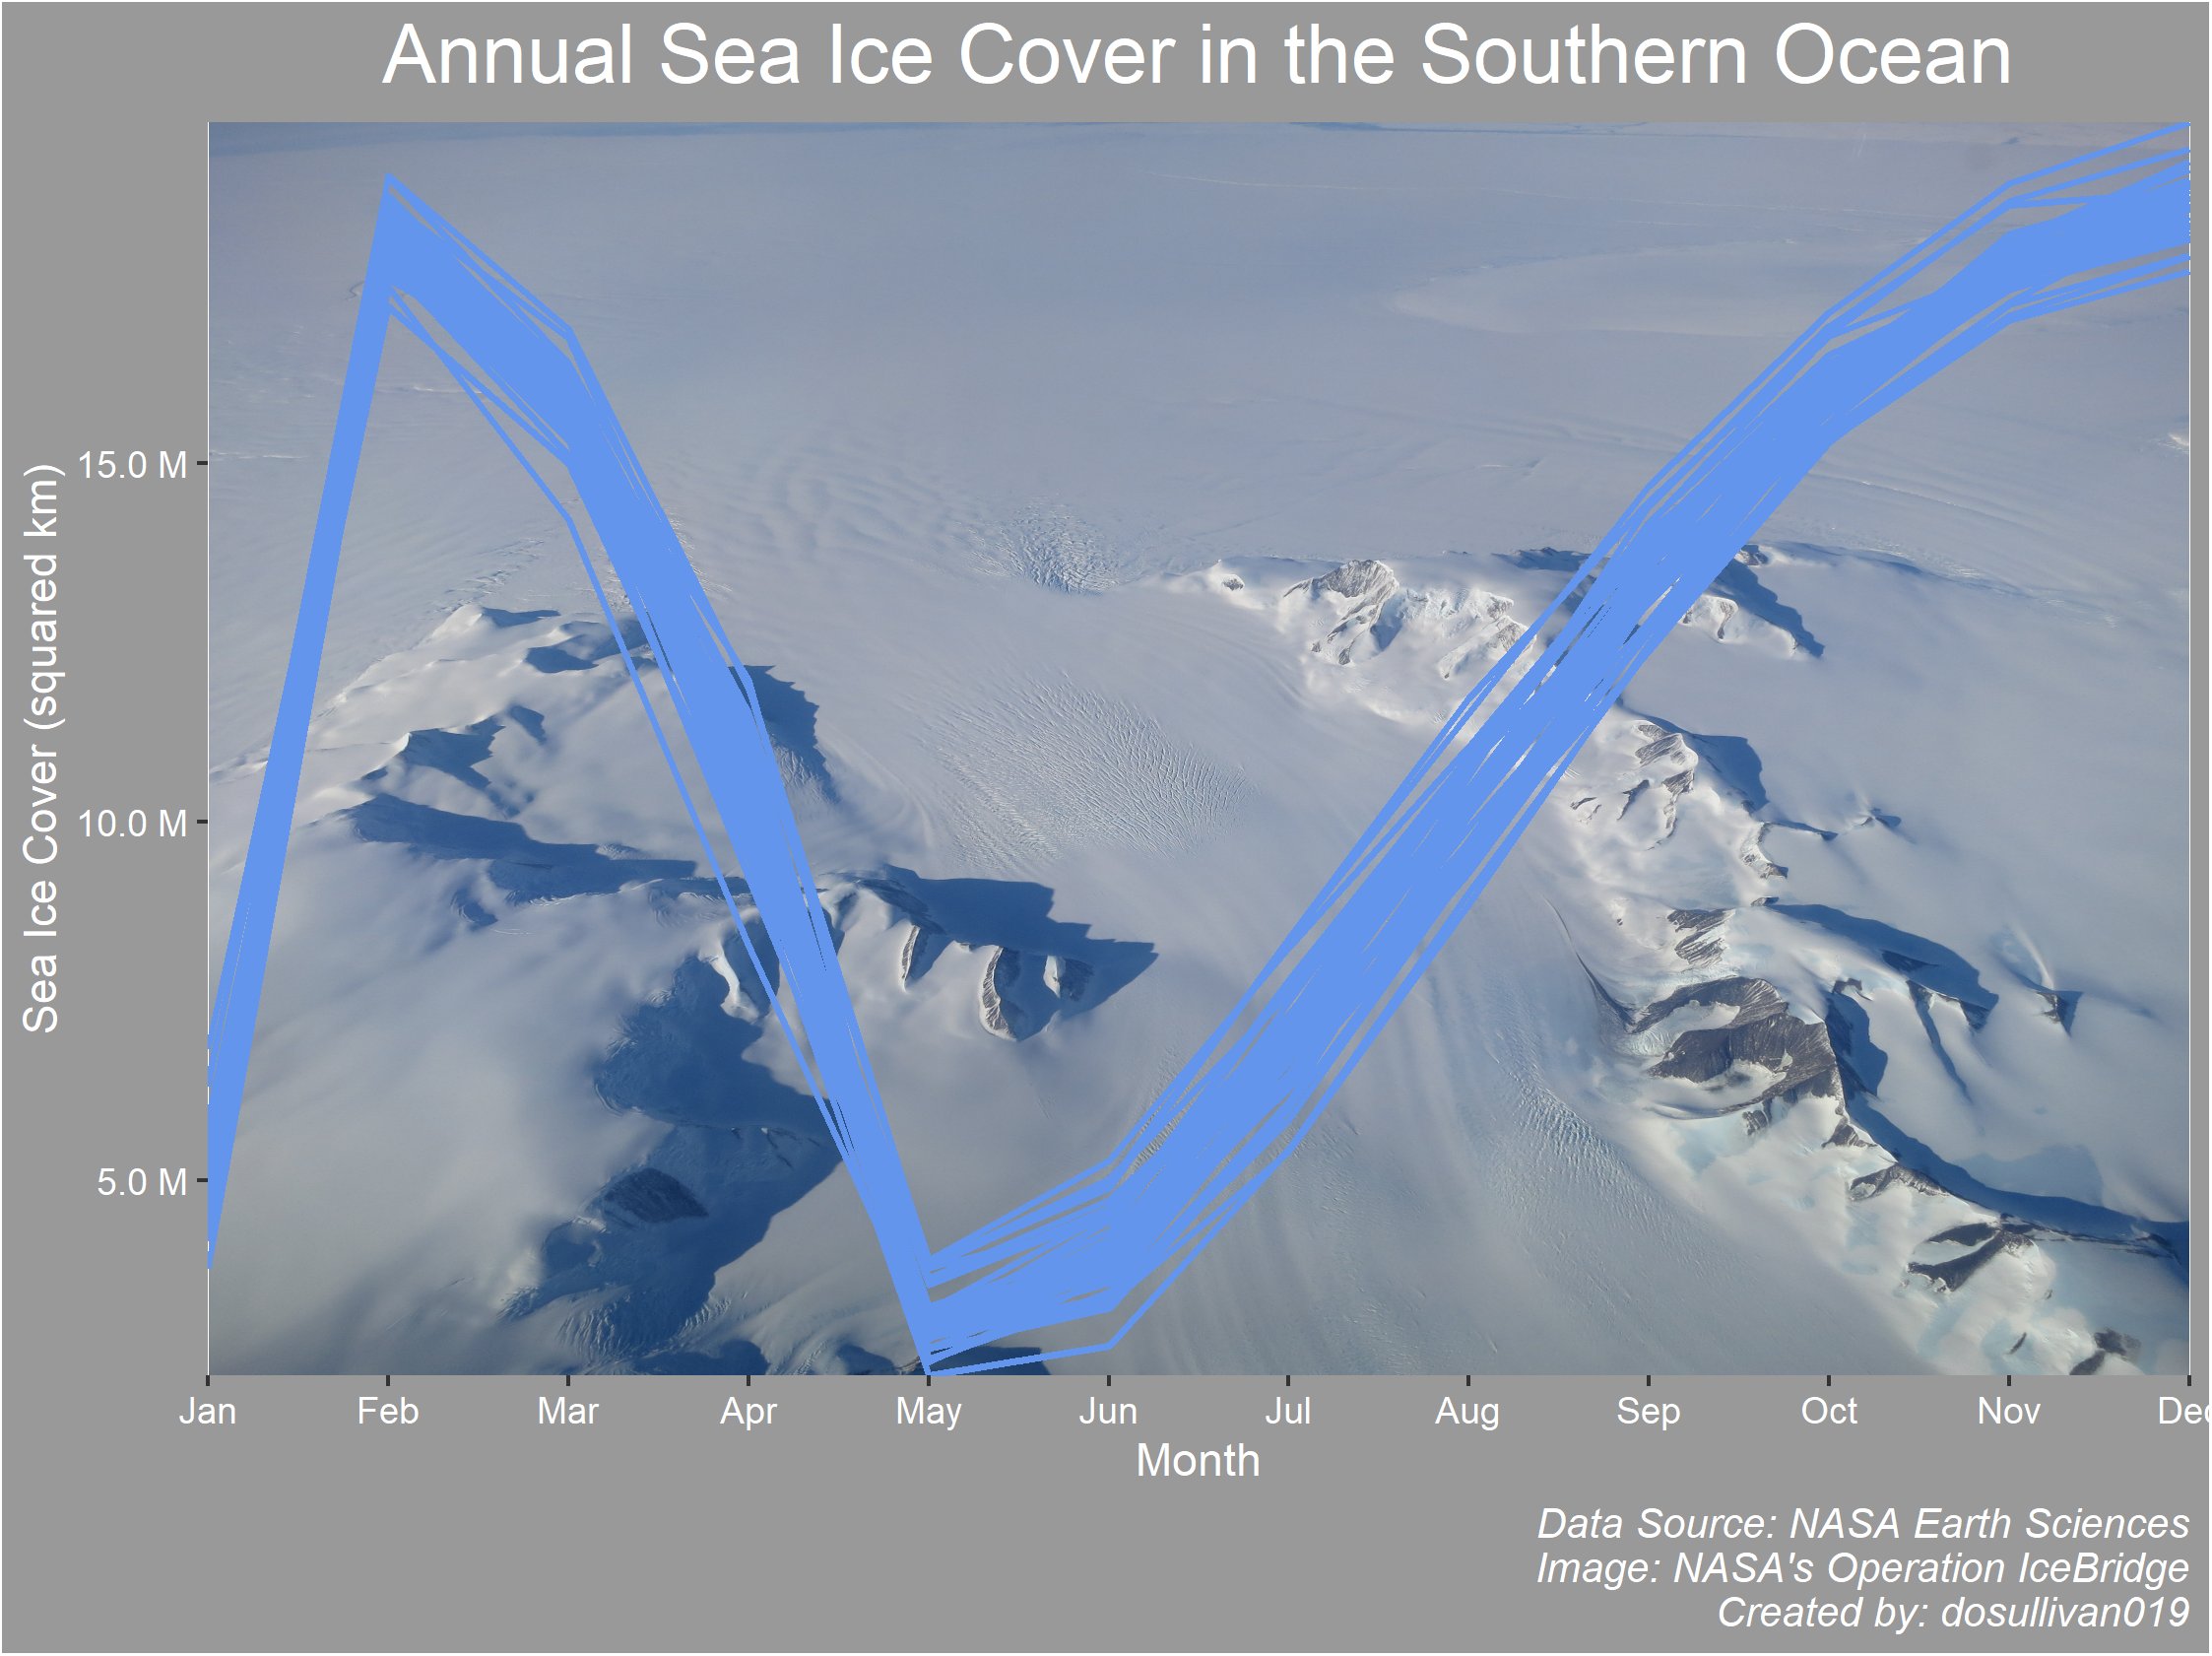 Annual Sea Ice Cover in the Southern Ocean
Sea Ice Cover (squared km)
15.0 M
10.0 M
5.0 M
Jan Feb Mar Apr May Jun Jul Aug Sep Oct Nov Dec
Month
Data Source: NASA Earth Sciences
Image: NASA's Operation IceBridge
Created by: dosullivan019